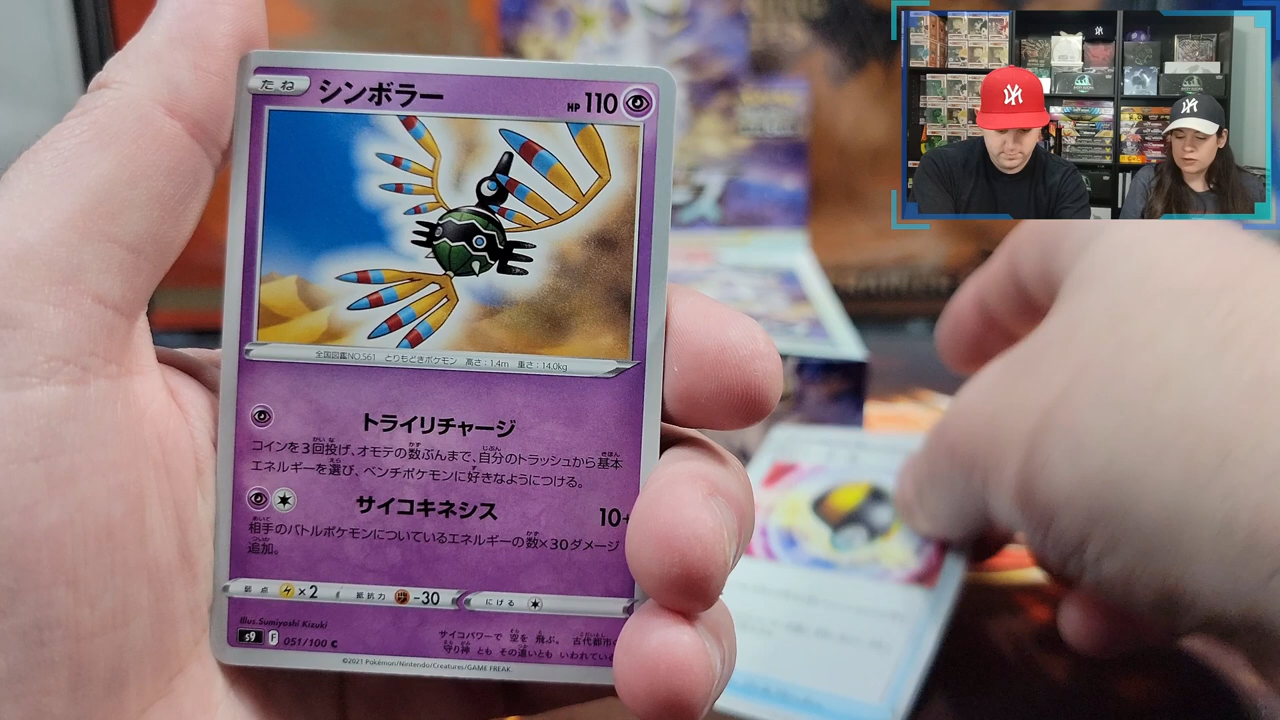 たね シンボラー HP 110
全国図鑑NO.561 とりもどきポケモン 高さ:1.4m 重さ:14.0kg
トライリチャージ
コインを3回投げ、オモテの数ぶんまで、自分のトラッシュから基本
エネルギーを選び、ベンチポケモンに好きなようにつける。
サイコキネシス 10+
相手のバトルポケモンについているエネルギーの数×30ダメージ
追加。
弱点 ×2 抵抗力 -30 にげる
Illus.Sumiyoshi Kizuki
s9 F 051/100 C
サイコパワーで 空を 飛ぶ。 古代都市の
守り神 とも その遣いとも いわれている
©2021 Pokémon/Nintendo/Creatures/GAME FREAK.